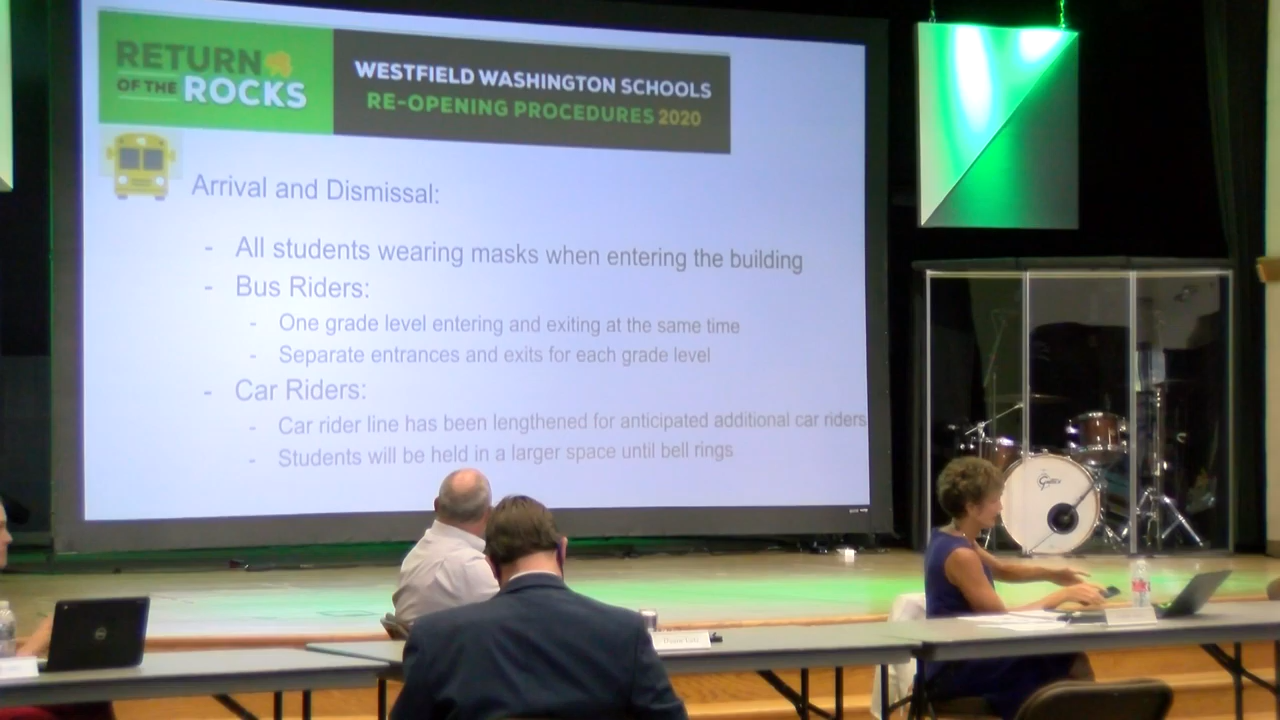 RETURN
OF THE ROCKS
WESTFIELD WASHINGTON SCHOOLS
RE-OPENING PROCEDURES 2020
Arrival and Dismissal:
- All students wearing masks when entering the building
- Bus Riders:
- One grade level entering and exiting at the same time
- Separate entrances and exits for each grade level
- Car Riders:
- Car rider line has been lengthened for anticipated additional car riders
- Students will be held in a larger space until bell rings
Gretsch
DELL